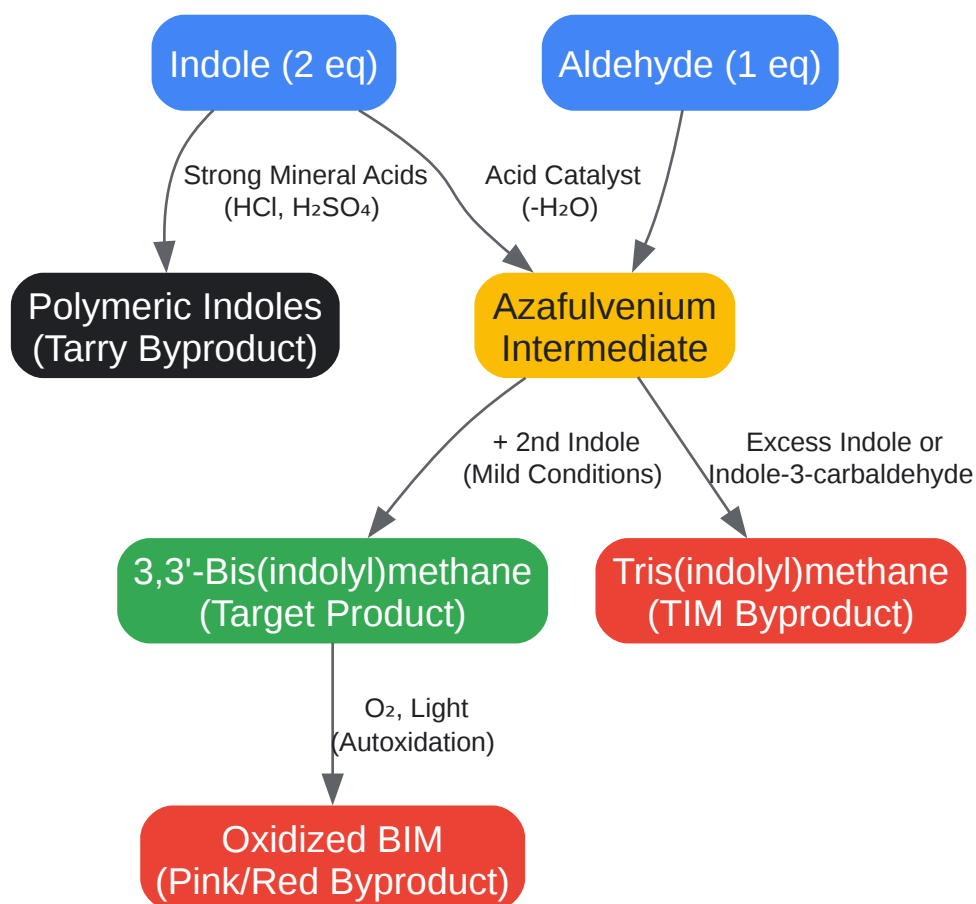 Indole (2 eq)
Aldehyde (1 eq)
Strong Mineral Acids
(HCl, H₂SO₄)
Acid Catalyst
(-H₂O)
Polymeric Indoles
(Tarry Byproduct)
Azafulvenium
Intermediate
+ 2nd Indole
(Mild Conditions)
Excess Indole or
Indole-3-carbaldehyde
3,3'-Bis(indolyl)methane
(Target Product)
Tris(indolyl)methane
(TIM Byproduct)
O₂, Light
(Autoxidation)
Oxidized BIM
(Pink/Red Byproduct)